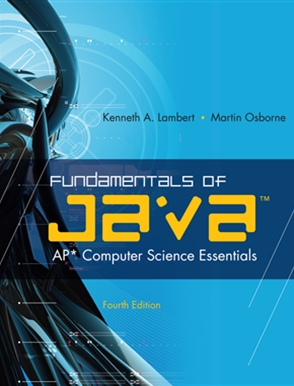 Kenneth A. Lambert • Martin Osborne
FUNDAMENTALS OF
JAVA™
AP* Computer Science Essentials
Fourth Edition